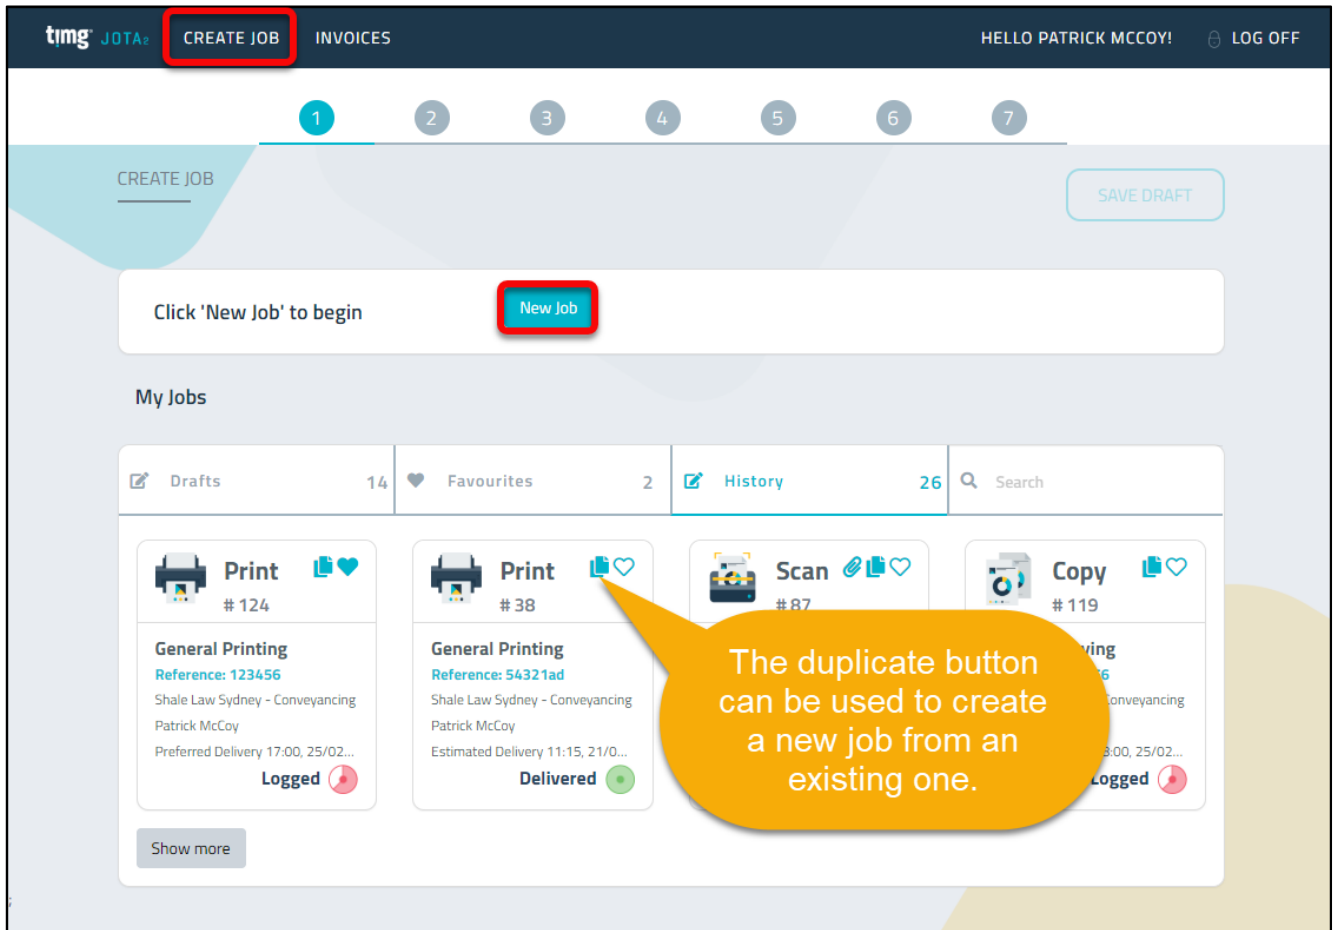 timg JOTA2 CREATE JOB INVOICES HELLO PATRICK MCCOY! LOG OFF
1 2 3 4 5 6 7
CREATE JOB
SAVE DRAFT
Click 'New Job' to begin
New Job
My Jobs
Drafts 14
Favourites 2
History 26
Search
Print
# 124
General Printing
Reference: 123456
Shale Law Sydney - Conveyancing
Patrick McCoy
Preferred Delivery 17:00, 25/02...
Logged
Print
# 38
General Printing
Reference: 54321ad
Shale Law Sydney - Conveyancing
Patrick McCoy
Estimated Delivery 11:15, 21/0...
Delivered
Scan
# 87
Copy
# 119
The duplicate button
can be used to create
a new job from an
existing one.
Logged
Show more